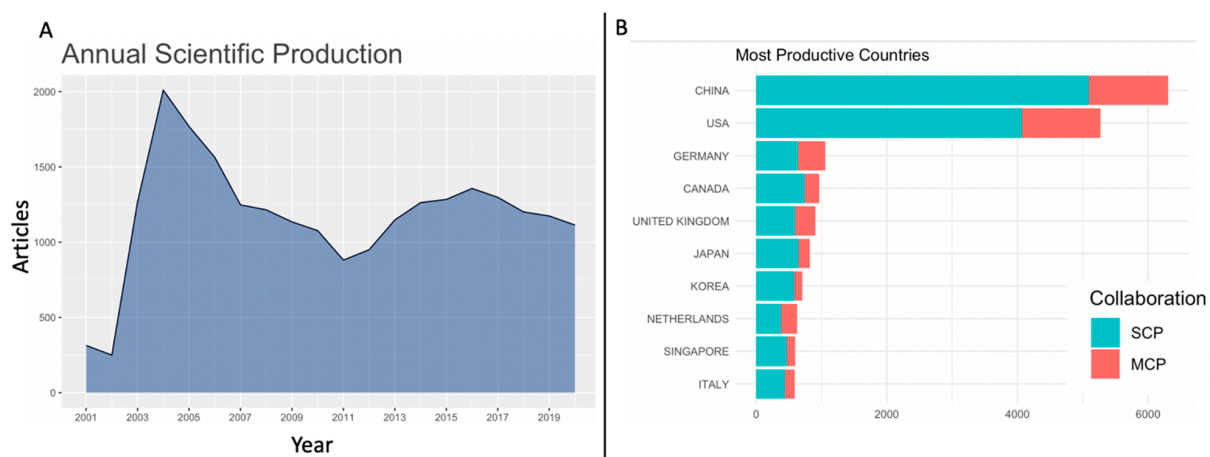 A
Annual Scientific Production
2000
1500
1000
500
0
Articles
2001 2003 2005 2007 2009 2011 2013 2015 2017 2019
Year
B
Most Productive Countries
CHINA
USA
GERMANY
CANADA
UNITED KINGDOM
JAPAN
KOREA
NETHERLANDS
SINGAPORE
ITALY
0 2000 4000 6000
Collaboration
SCP
MCP